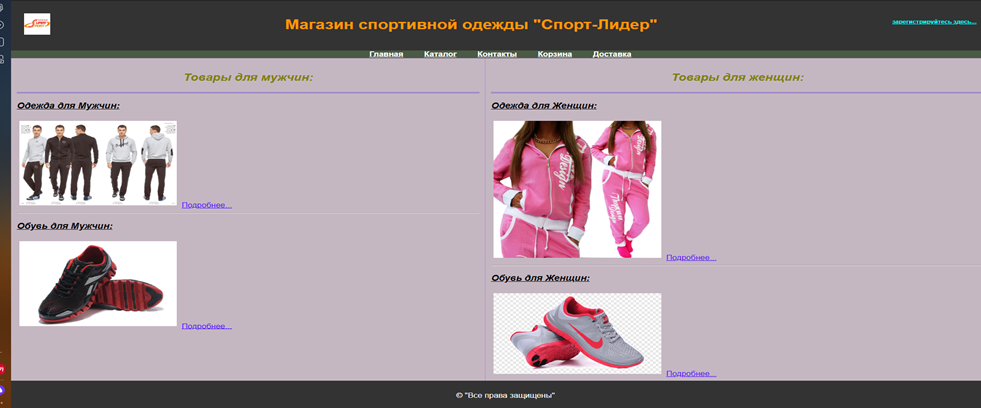 Магазин спортивной одежды "Спорт-Лидер"
зарегистрируйтесь здесь...
Главная Каталог Контакты Корзина Доставка
Товары для мужчин:
Одежда для Мужчин:
Подробнее...
Обувь для Мужчин:
Подробнее...
Товары для женщин:
Одежда для Женщин:
Подробнее...
Обувь для Женщин:
Подробнее...
© "Все права защищены"